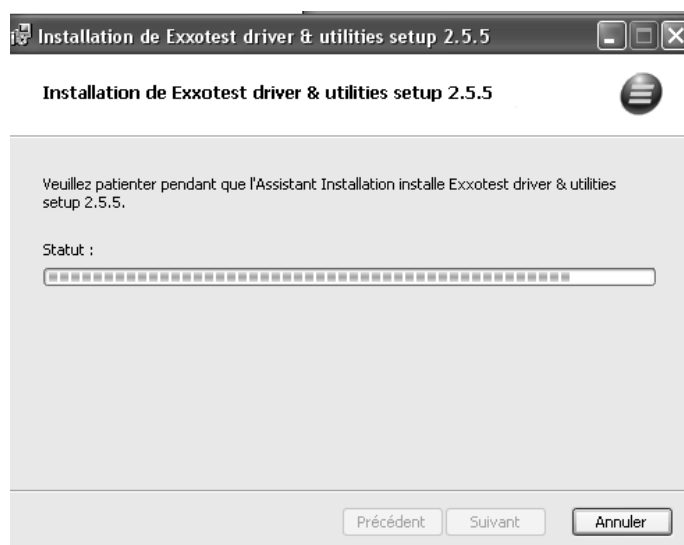 Installation de Exxotest driver & utilities setup 2.5.5
Installation de Exxotest driver & utilities setup 2.5.5
Veuillez patienter pendant que l'Assistant Installation installe Exxotest driver & utilities
setup 2.5.5.
Statut :
Précédent Suivant Annuler